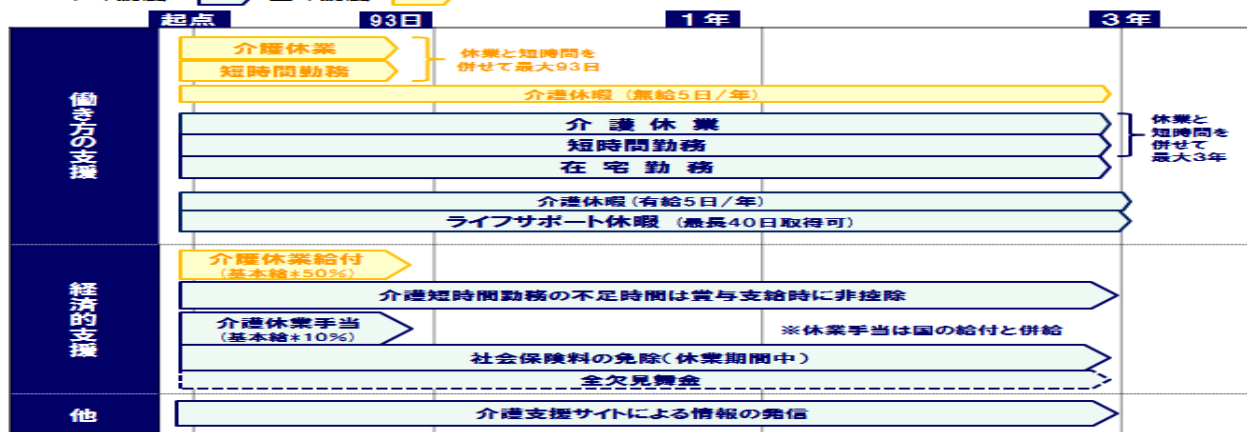 起点 93日 1年 3年
働き方の支援
介護休業
短時間勤務
休業と短時間を
併せて最大93日
介護休暇(無給5日/年)
介護休業
短時間勤務
在宅勤務
休業と
短時間を
併せて
最大3年
介護休暇(有給5日/年)
ライフサポート休暇(最長40日取得可)
経済的支援
介護休業給付
(基本給*50%)
介護短時間勤務の不足時間は賞与支給時に非控除
介護休業手当
(基本給*10%)
※休業手当は国の給付と併給
社会保険料の免除(休業期間中)
全欠見舞金
他
介護支援サイトによる情報の発信